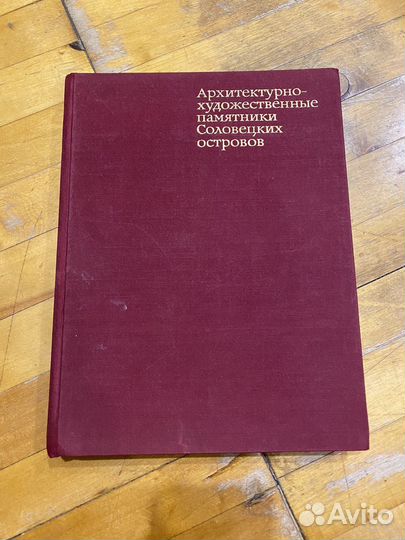 Архитектурно-
художественные
памятники
Соловецких
островов
Avito